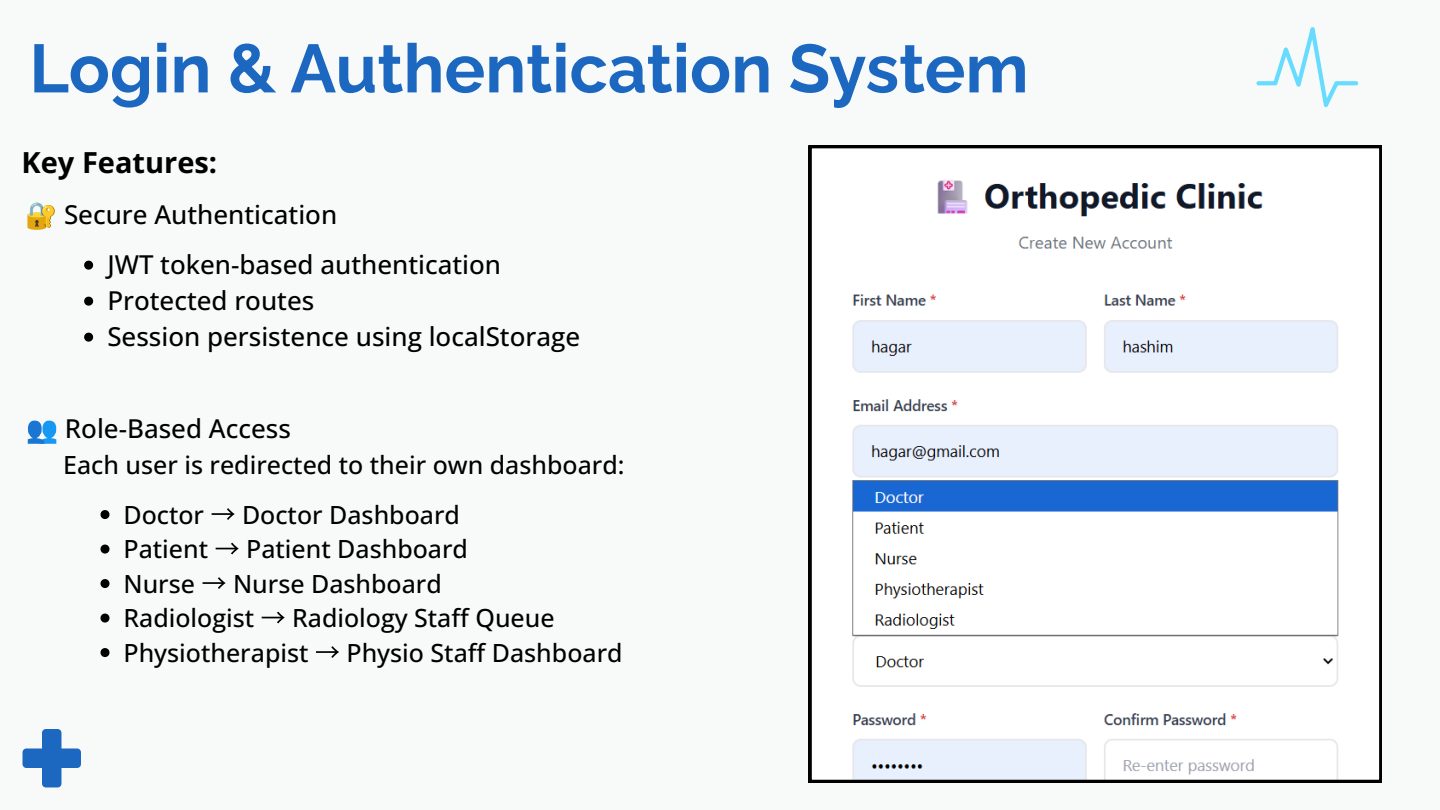 Login & Authentication System
Key Features:
🔐 Secure Authentication
• JWT token-based authentication
• Protected routes
• Session persistence using localStorage
👥 Role-Based Access
Each user is redirected to their own dashboard:
• Doctor → Doctor Dashboard
• Patient → Patient Dashboard
• Nurse → Nurse Dashboard
• Radiologist → Radiology Staff Queue
• Physiotherapist → Physio Staff Dashboard
Orthopedic Clinic
Create New Account
First Name * Last Name *
hagar hashim
Email Address *
hagar@gmail.com
Doctor
Patient
Nurse
Physiotherapist
Radiologist
Doctor
Password * Confirm Password *
•••••••• Re-enter password